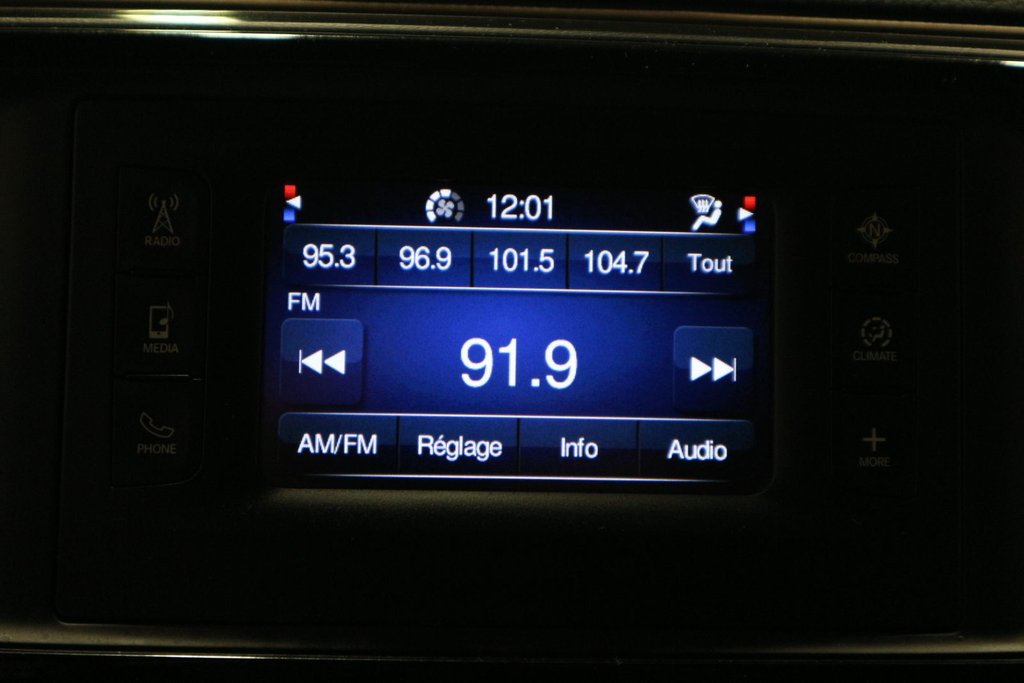 12:01
95.3 96.9 101.5 104.7 Tout
FM
91.9
AM/FM Réglage Info Audio
RADIO
MEDIA
PHONE
N
COMPASS
CLIMATE
MORE